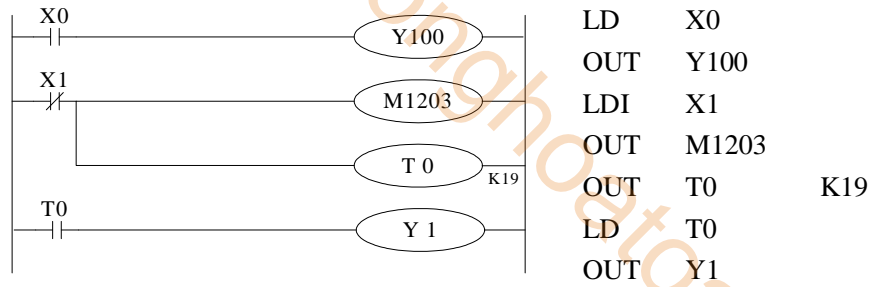 X0
Y100
X1
M1203
T 0
K19
T0
Y 1
LD X0
OUT Y100
LDI X1
OUT M1203
OUT T0 K19
LD T0
OUT Y1